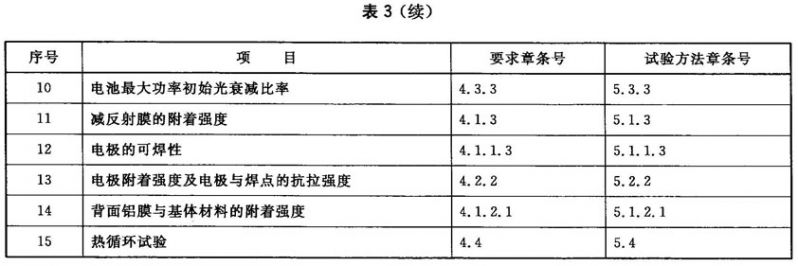 表 3（续）
序号 项 目 要求章条号 试验方法章条号
10 电池最大功率初始光衰减比率 4.3.3 5.3.3
11 减反射膜的附着强度 4.1.3 5.1.3
12 电极的可焊性 4.1.1.3 5.1.1.3
13 电极附着强度及电极与焊点的抗拉强度 4.2.2 5.2.2
14 背面铝膜与基体材料的附着强度 4.1.2.1 5.1.2.1
15 热循环试验 4.4 5.4